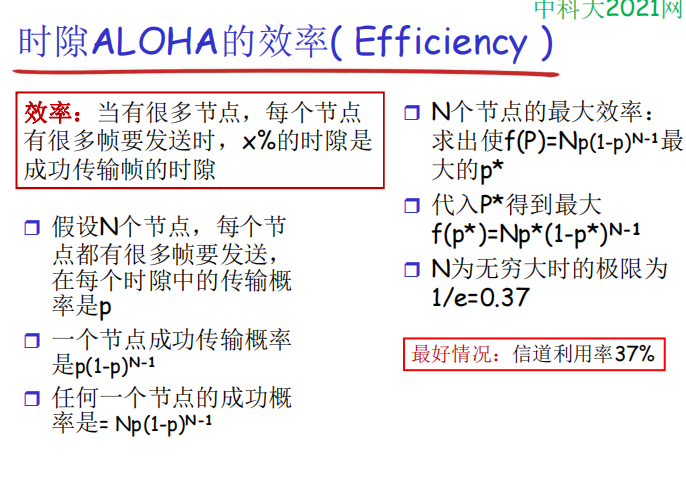 中科大2021网
时隙ALOHA的效率( Efficiency )
效率：当有很多节点，每个节点
有很多帧要发送时，x%的时隙是
成功传输帧的时隙
❒ 假设N个节点，每个节
点都有很多帧要发送，
在每个时隙中的传输概
率是p
❒ 一个节点成功传输概率
是p(1-p)ᴺ⁻¹
❒ 任何一个节点的成功概
率是= Np(1-p)ᴺ⁻¹
❒ N个节点的最大效率：
求出使f(P)=Np(1-p)ᴺ⁻¹最
大的p*
❒ 代入P*得到最大
f(p*)=Np*(1-p*)ᴺ⁻¹
❒ N为无穷大时的极限为
1/e=0.37
最好情况：信道利用率37%